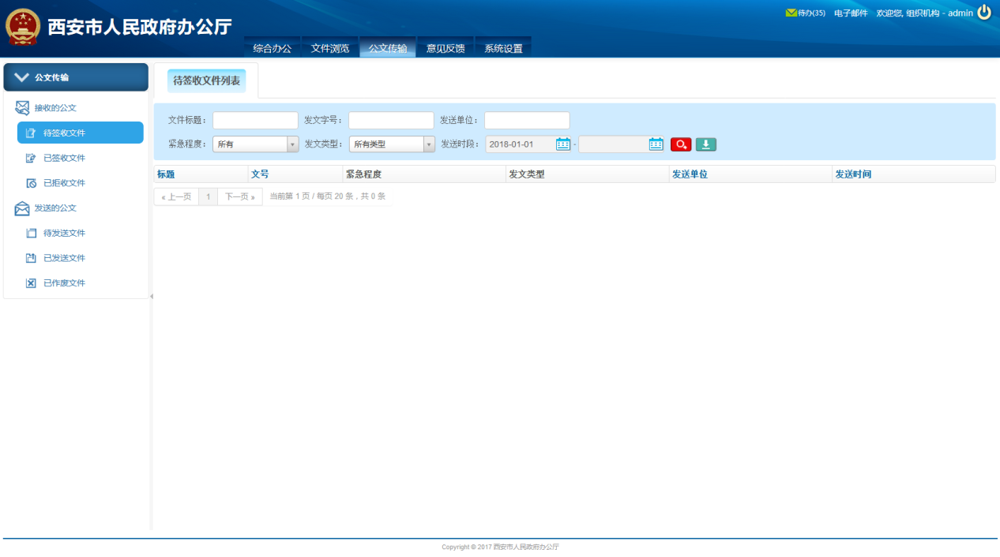 西安市人民政府办公厅
待办(35) 电子邮件 欢迎您, 组织机构 - admin
综合办公 文件浏览 公文传输 意见反馈 系统设置
公文传输
接收的公文
待签收文件
已签收文件
已拒收文件
发送的公文
待发送文件
已发送文件
已作废文件
待签收文件列表
文件标题： 发文字号： 发送单位：
紧急程度： 所有 发文类型： 所有类型 发送时段： 2018-01-01 -
标题 文号 紧急程度 发文类型 发送单位 发送时间
« 上一页 1 下一页 » 当前第 1 页 / 每页 20 条，共 0 条
Copyright © 2017 西安市人民政府办公厅